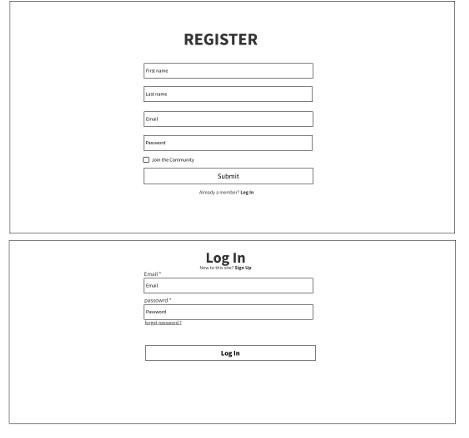 REGISTER
First name
Last name
Email
Password
Join the Community
Submit
Already a member? Log In
Log In
New to this site? Sign Up
Email *
Email
passowrd *
Password
forgot password?
Log In